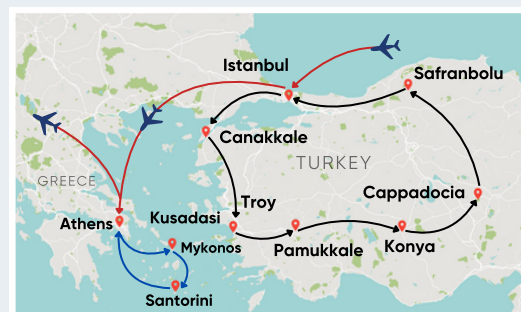 Istanbul
Safranbolu
Canakkale
TURKEY
GREECE
Cappadocia
Troy
Kusadasi
Athens
Mykonos
Pamukkale
Konya
Santorini